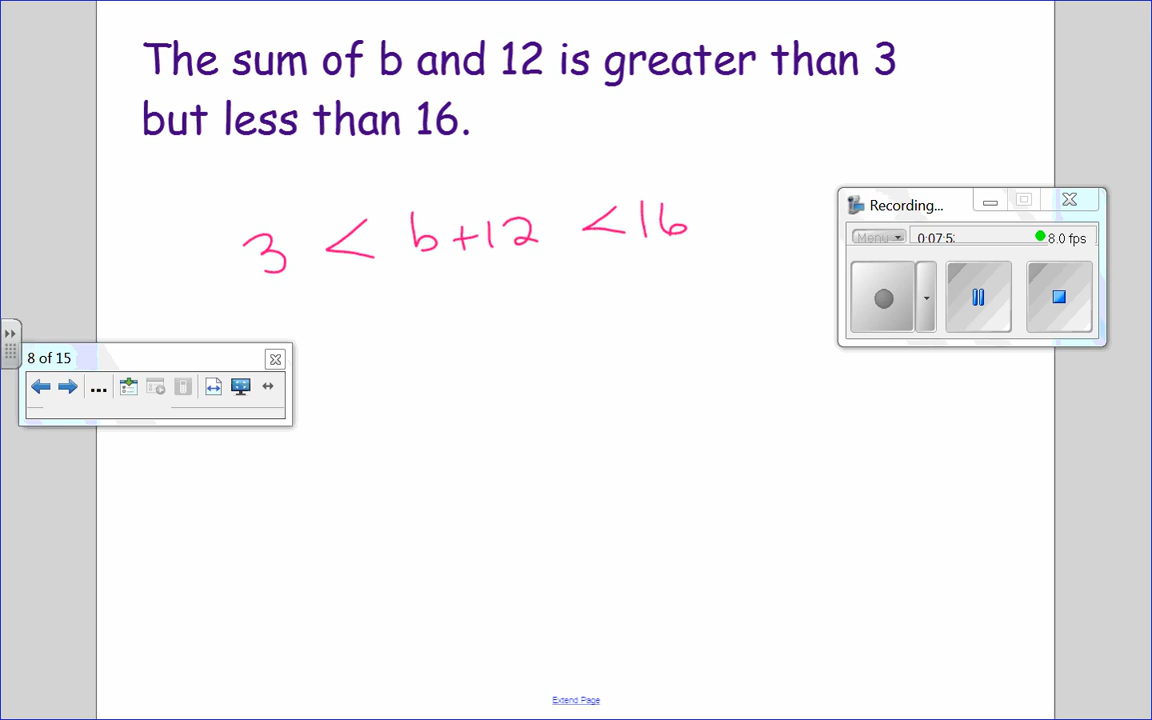 The sum of b and 12 is greater than 3
but less than 16.
3 < b+12 <16
Recording...
Menu
0:07:5:
8.0 fps
8 of 15
...
Extend Page